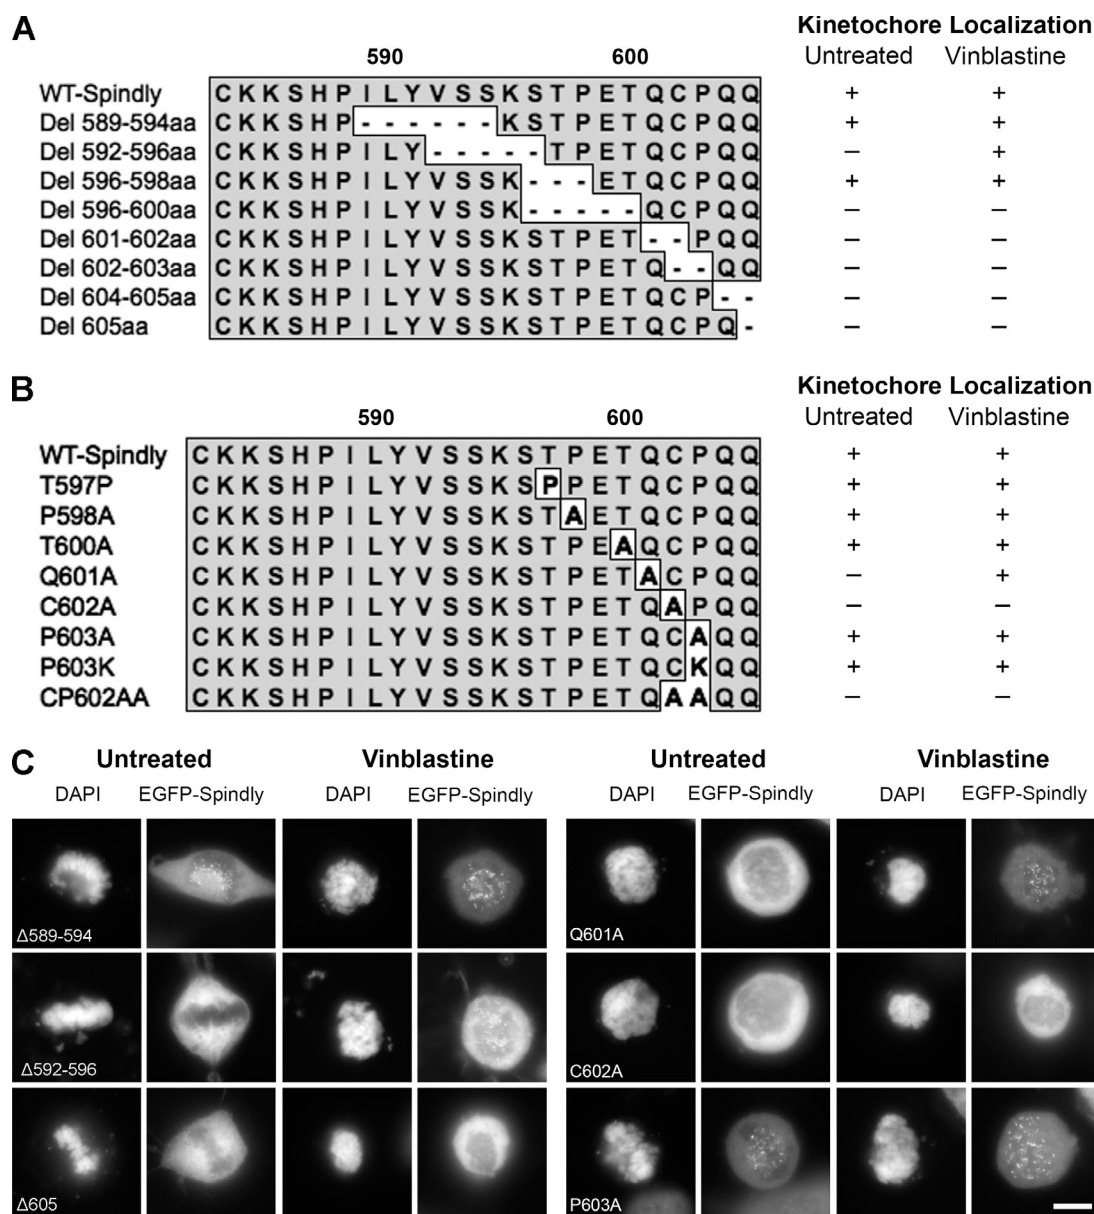 A
Kinetochore Localization
590 600 Untreated Vinblastine
WT-Spindly CKKSHPILYVSSKSTPETQCPQQ + +
Del 589-594aa CKKSHP------KSTPETQCPQQ + +
Del 592-596aa CKKSHPILY-----TPETQCPQQ – +
Del 596-598aa CKKSHPILYVSSK---ETQCPQQ + +
Del 596-600aa CKKSHPILYVSSK-----QCPQQ – –
Del 601-602aa CKKSHPILYVSSKSTPET--PQQ – –
Del 602-603aa CKKSHPILYVSSKSTPETQ--QQ – –
Del 604-605aa CKKSHPILYVSSKSTPETQCP-- – –
Del 605aa CKKSHPILYVSSKSTPETQCPQ- – –
B
Kinetochore Localization
590 600 Untreated Vinblastine
WT-Spindly CKKSHPILYVSSKSTPETQCPQQ + +
T597P CKKSHPILYVSSKSPPETQCPQQ + +
P598A CKKSHPILYVSSKSTAETQCPQQ + +
T600A CKKSHPILYVSSKSTPEAQCPQQ + +
Q601A CKKSHPILYVSSKSTPETACPQQ – +
C602A CKKSHPILYVSSKSTPETQAPQQ – –
P603A CKKSHPILYVSSKSTPETQCAQQ + +
P603K CKKSHPILYVSSKSTPETQCKQQ + +
CP602AA CKKSHPILYVSSKSTPETQAAQQ – –
C
Untreated Vinblastine Untreated Vinblastine
DAPI EGFP-Spindly DAPI EGFP-Spindly DAPI EGFP-Spindly DAPI EGFP-Spindly
Δ589-594 Q601A
Δ592-596 C602A
Δ605 P603A